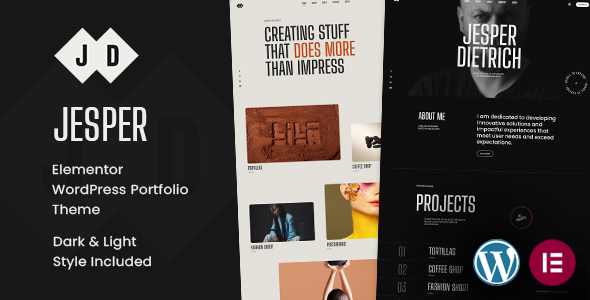 J D
JESPER
Elementor
WordPress Portfolio
Theme
Dark & Light
Style Included
CREATING STUFF
THAT DOES MORE
THAN IMPRESS
TORTILLAS
COFFEE SHOP
FASHION SHOOT
JESPER
DIETRICH
ABOUT ME
I am dedicated to developing
innovative solutions and
impactful experiences that
meet user needs and exceed
expectations.
PROJECTS
01 TORTILLAS
02 COFFEE SHOP
03 FASHION SHOOT